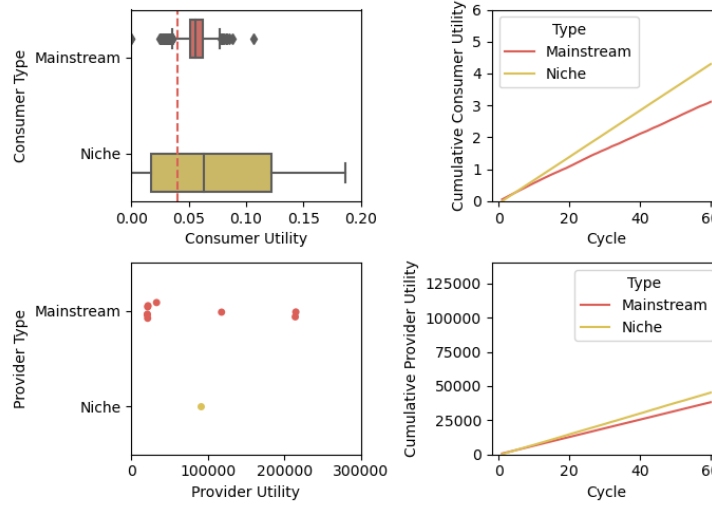 Consumer Type
Mainstream
Niche
0.00 0.05 0.10 0.15 0.20
Consumer Utility
Cumulative Consumer Utility
6
5
4
3
2
1
0
Type
Mainstream
Niche
0 20 40 60
Cycle
Provider Type
Mainstream
Niche
0 100000 200000 300000
Provider Utility
Cumulative Provider Utility
125000
100000
75000
50000
25000
0
Type
Mainstream
Niche
0 20 40 60
Cycle